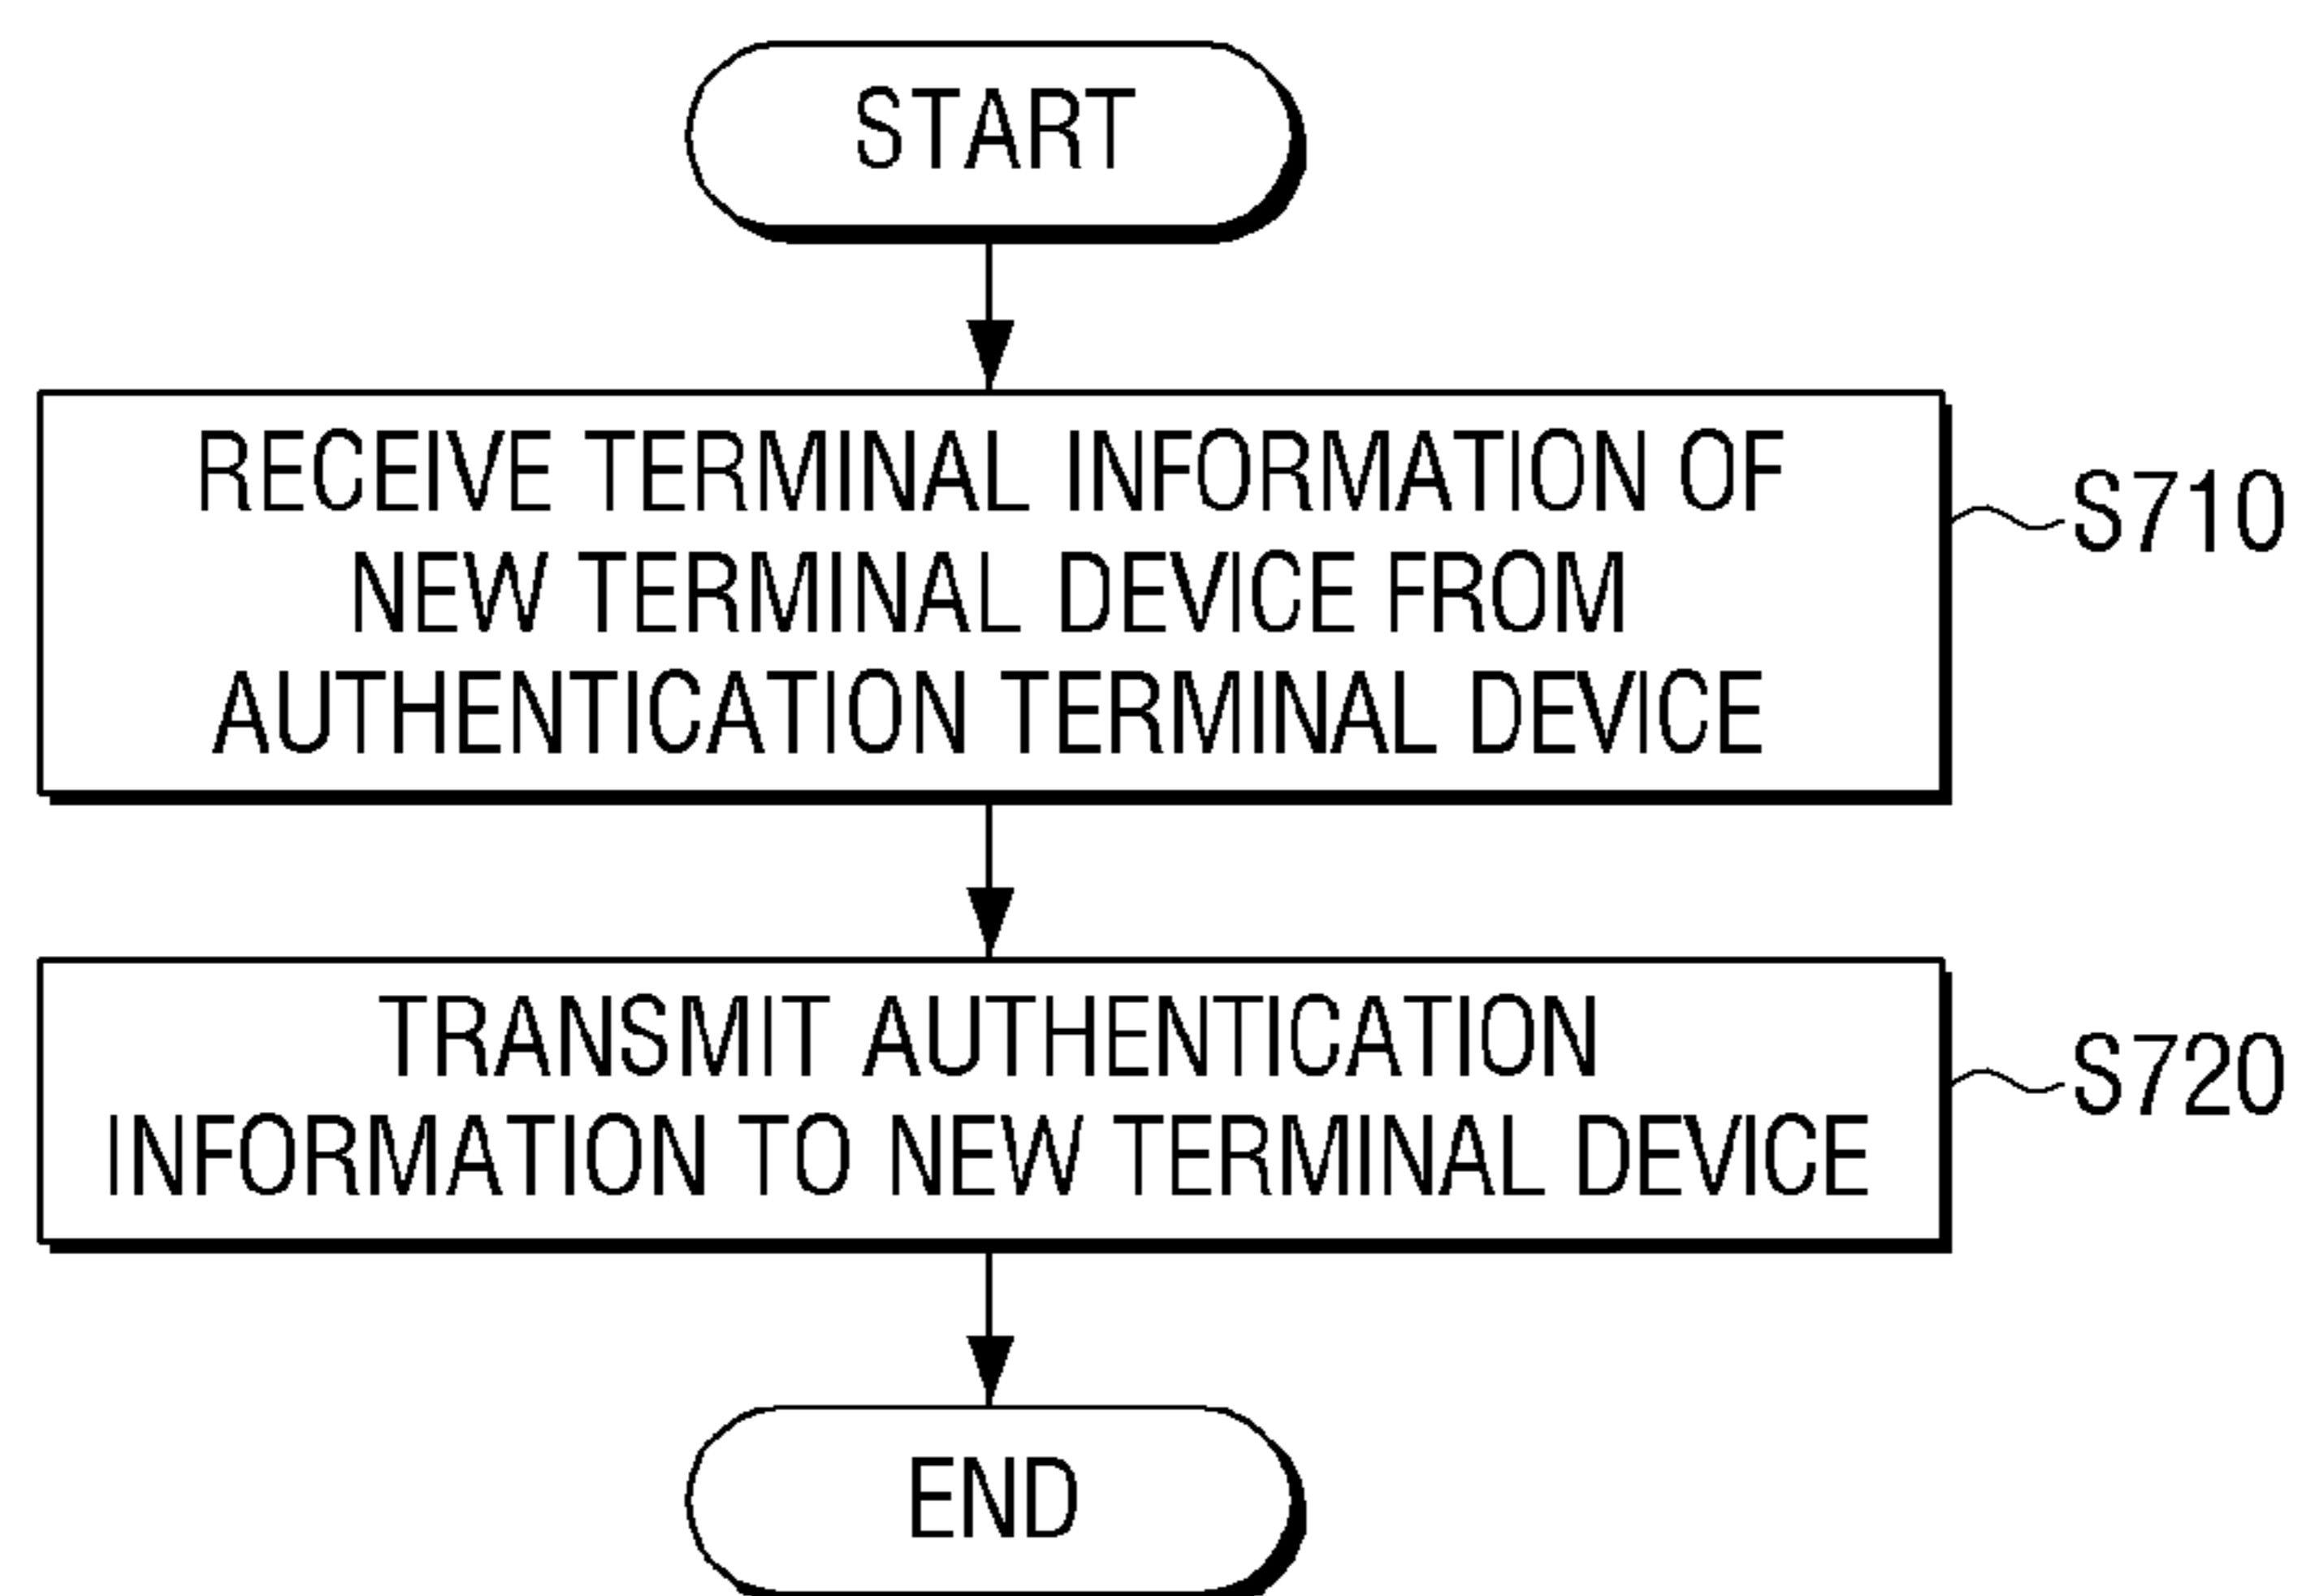 START
RECEIVE TERMINAL INFORMATION OF
NEW TERMINAL DEVICE FROM
AUTHENTICATION TERMINAL DEVICE
S710
TRANSMIT AUTHENTICATION
INFORMATION TO NEW TERMINAL DEVICE
S720
END